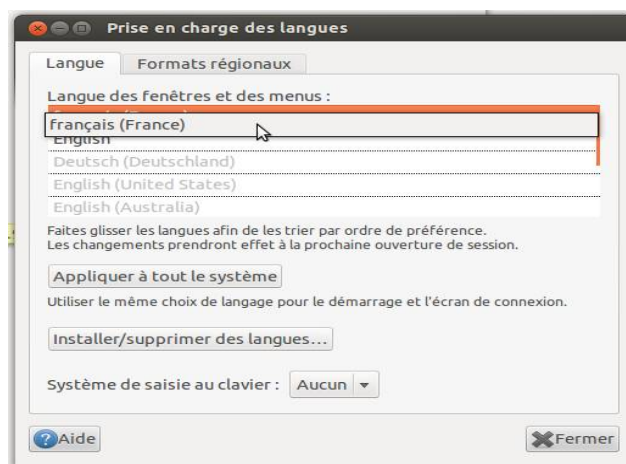 Prise en charge des langues
Langue
Formats régionaux
Langue des fenêtres et des menus :
français (France)
English
Deutsch (Deutschland)
English (United States)
English (Australia)
Faites glisser les langues afin de les trier par ordre de préférence.
Les changements prendront effet à la prochaine ouverture de session.
Appliquer à tout le système
Utiliser le même choix de langage pour le démarrage et l'écran de connexion.
Installer/supprimer des langues...
Système de saisie au clavier : Aucun
Aide
Fermer